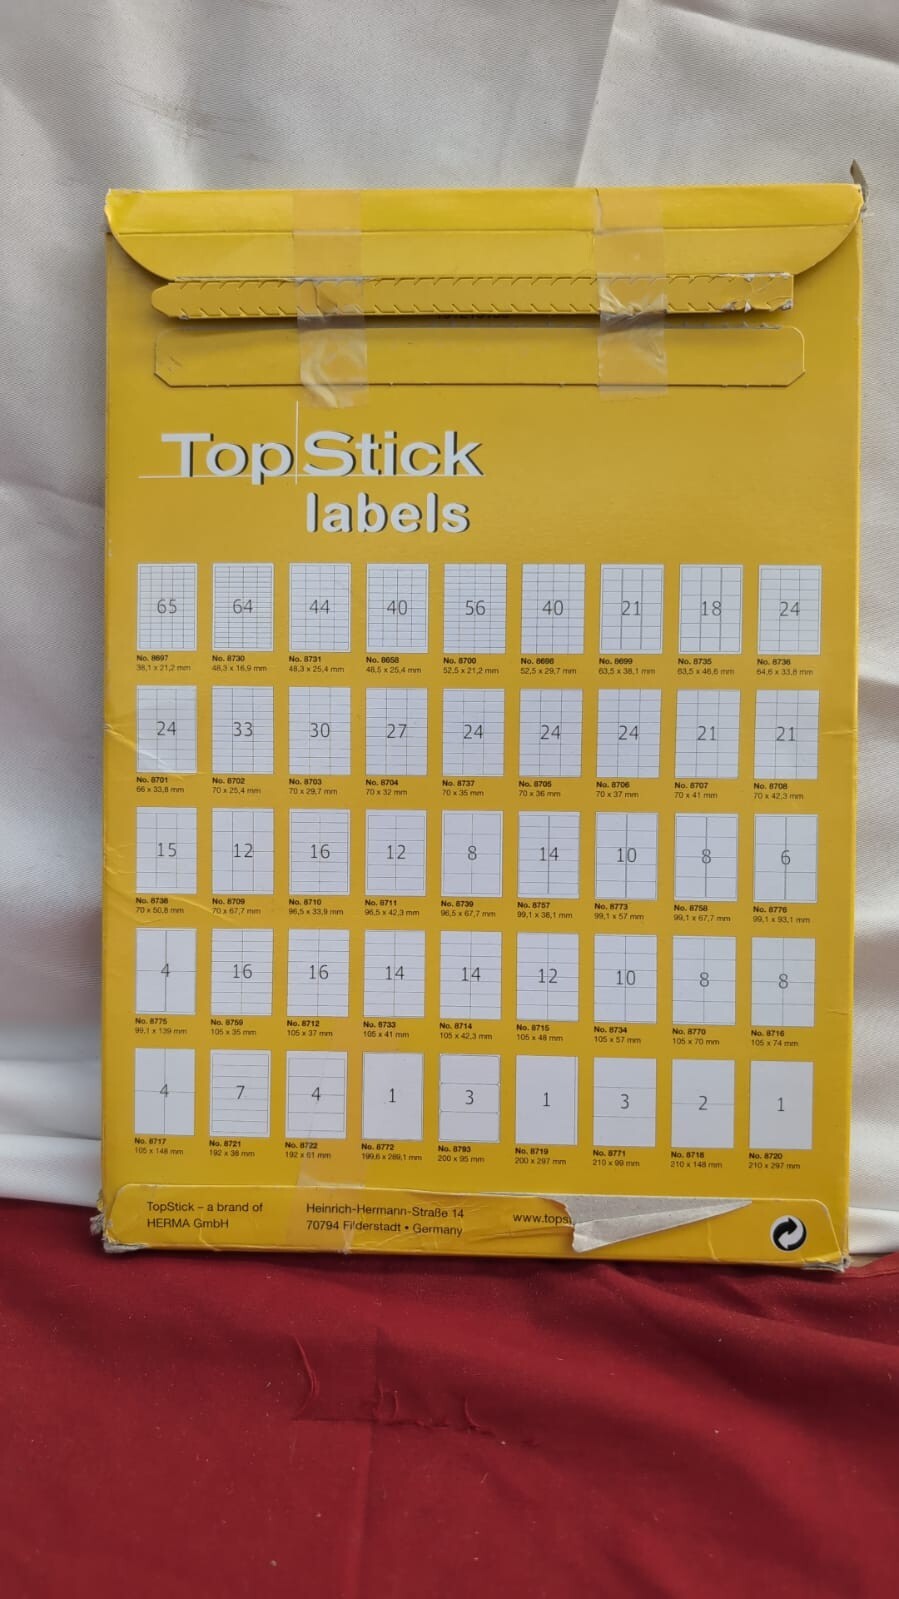 TopStick
labels
65 64 44 40 56 40 21 18 24
No. 8697 No. 8730 No. 8731 No. 8658 No. 8700 No. 8698 No. 8699 No. 8735 No. 8736
38,1 x 21,2 mm 48,3 x 16,9 mm 48,3 x 25,4 mm 48,5 x 25,4 mm 52,5 x 21,2 mm 52,5 x 29,7 mm 63,5 x 38,1 mm 63,5 x 46,6 mm 64,6 x 33,8 mm
24 33 30 27 24 24 24 21 21
No. 8701 No. 8702 No. 8703 No. 8704 No. 8737 No. 8705 No. 8706 No. 8707 No. 8708
66 x 33,8 mm 70 x 25,4 mm 70 x 29,7 mm 70 x 32 mm 70 x 35 mm 70 x 36 mm 70 x 37 mm 70 x 41 mm 70 x 42,3 mm
15 12 16 12 8 14 10 8 6
No. 8738 No. 8709 No. 8710 No. 8711 No. 8739 No. 8757 No. 8773 No. 8758 No. 8776
70 x 50,8 mm 70 x 67,7 mm 96,5 x 33,9 mm 96,5 x 42,3 mm 96,5 x 67,7 mm 99,1 x 38,1 mm 99,1 x 57 mm 99,1 x 67,7 mm 99,1 x 93,1 mm
4 16 16 14 14 12 10 8 8
No. 8775 No. 8759 No. 8712 No. 8733 No. 8714 No. 8715 No. 8734 No. 8770 No. 8716
99,1 x 139 mm 105 x 35 mm 105 x 37 mm 105 x 41 mm 105 x 42,3 mm 105 x 48 mm 105 x 57 mm 105 x 70 mm 105 x 74 mm
4 7 4 1 3 1 3 2 1
No. 8717 No. 8721 No. 8722 No. 8772 No. 8793 No. 8719 No. 8771 No. 8718 No. 8720
105 x 148 mm 192 x 38 mm 192 x 61 mm 199,6 x 289,1 mm 200 x 95 mm 200 x 297 mm 210 x 99 mm 210 x 148 mm 210 x 297 mm
TopStick – a brand of Heinrich-Hermann-Straße 14 www.tops
HERMA GmbH 70794 Filderstadt • Germany